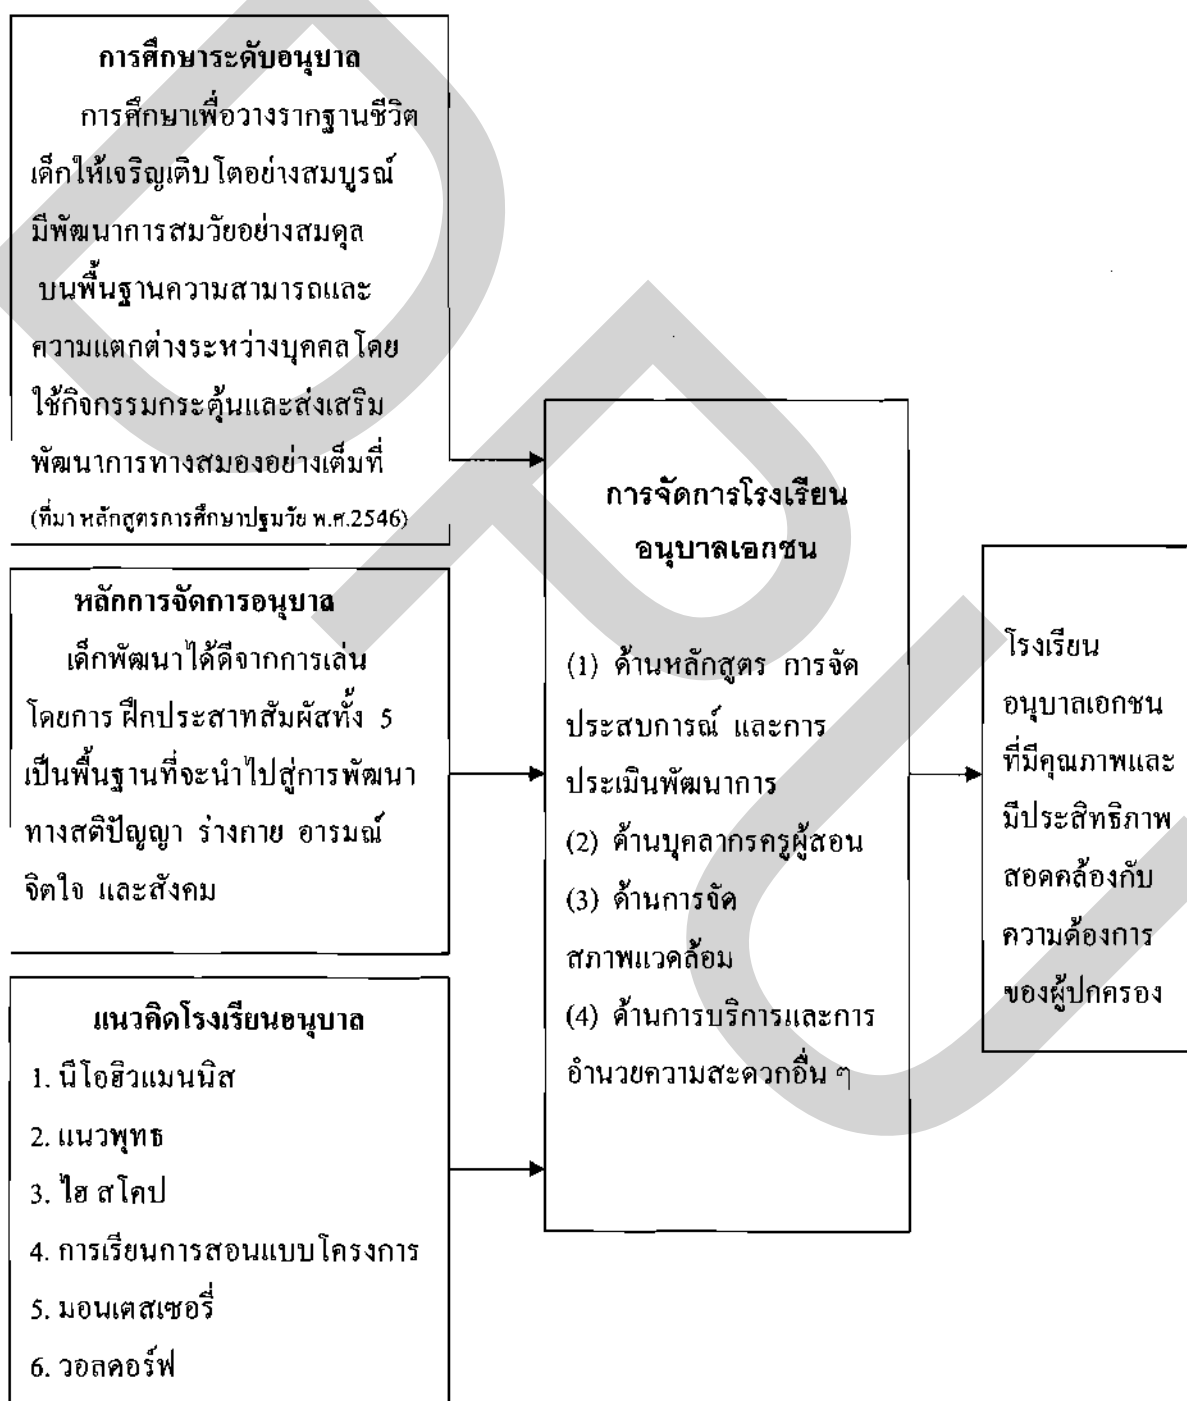 การศึกษาระดับอนุบาล
การศึกษาเพื่อวางรากฐานชีวิต
เด็กให้เจริญเติบโตอย่างสมบูรณ์
มีพัฒนาการสมวัยอย่างสมดุล
บนพื้นฐานความสามารถและ
ความแตกต่างระหว่างบุคคลโดย
ใช้กิจกรรมกระตุ้นและส่งเสริม
พัฒนาการทางสมองอย่างเต็มที่
(ที่มา หลักสูตรการศึกษาปฐมวัย พ.ศ.2546)
หลักการจัดการอนุบาล
เด็กพัฒนาได้ดีจากการเล่น
โดยการ ฝึกประสาทสัมผัสทั้ง 5
เป็นพื้นฐานที่จะนำไปสู่การพัฒนา
ทางสติปัญญา ร่างกาย อารมณ์
จิตใจ และสังคม
แนวคิดโรงเรียนอนุบาล
1. นีโอฮิวแมนนิส
2. แนวพุทธ
3. ไฮ สโคป
4. การเรียนการสอนแบบโครงการ
5. มอนเตสเซอรี่
6. วอลดอร์ฟ
การจัดการโรงเรียน
อนุบาลเอกชน
(1) ด้านหลักสูตร การจัด
ประสบการณ์ และการ
ประเมินพัฒนาการ
(2) ด้านบุคลากรครูผู้สอน
(3) ด้านการจัด
สภาพแวดล้อม
(4) ด้านการบริการและการ
อำนวยความสะดวกอื่น ๆ
โรงเรียน
อนุบาลเอกชน
ที่มีคุณภาพและ
มีประสิทธิภาพ
สอดคล้องกับ
ความต้องการ
ของผู้ปกครอง